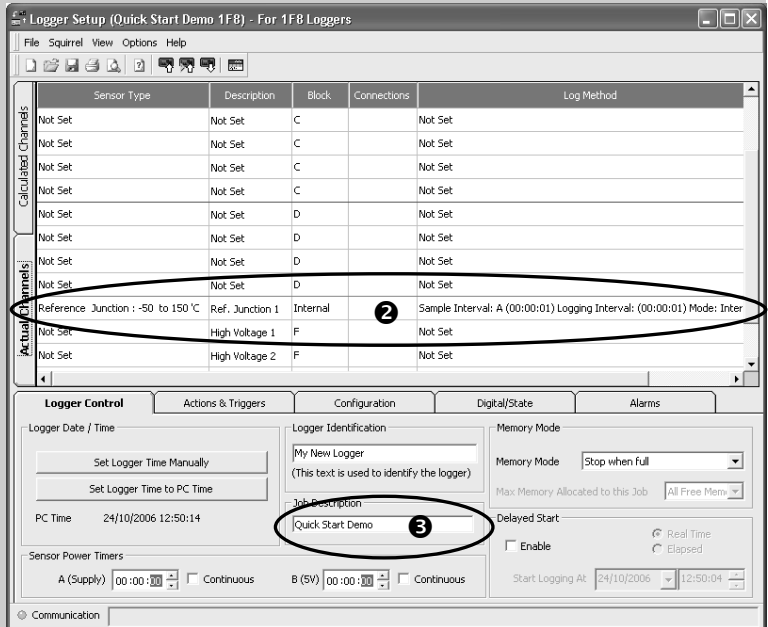 Logger Setup (Quick Start Demo 1F8) - For 1F8 Loggers
File Squirrel View Options Help
Calculated Channels
Actual Channels
Sensor Type Description Block Connections Log Method
Not Set Not Set C Not Set
Not Set Not Set C Not Set
Not Set Not Set C Not Set
Not Set Not Set C Not Set
Not Set Not Set D Not Set
Not Set Not Set D Not Set
Not Set Not Set D Not Set
Not Set Not Set D Not Set
Reference Junction : -50 to 150 °C Ref. Junction 1 Internal ❷ Sample Interval: A (00:00:01) Logging Interval: (00:00:01) Mode: Inter
Not Set High Voltage 1 F Not Set
Not Set High Voltage 2 F Not Set
Logger Control Actions & Triggers Configuration Digital/State Alarms
Logger Date / Time
Set Logger Time Manually
Set Logger Time to PC Time
PC Time 24/10/2006 12:50:14
Sensor Power Timers
A (Supply) 00:00:00 Continuous B (5V) 00:00:00 Continuous
Logger Identification
My New Logger
(This text is used to identify the logger)
Job Description
Quick Start Demo ❸
Memory Mode
Memory Mode Stop when full
Max Memory Allocated to this Job All Free Mem
Delayed Start
Enable
Real Time
Elapsed
Start Logging At 24/10/2006 12:50:04
Communication